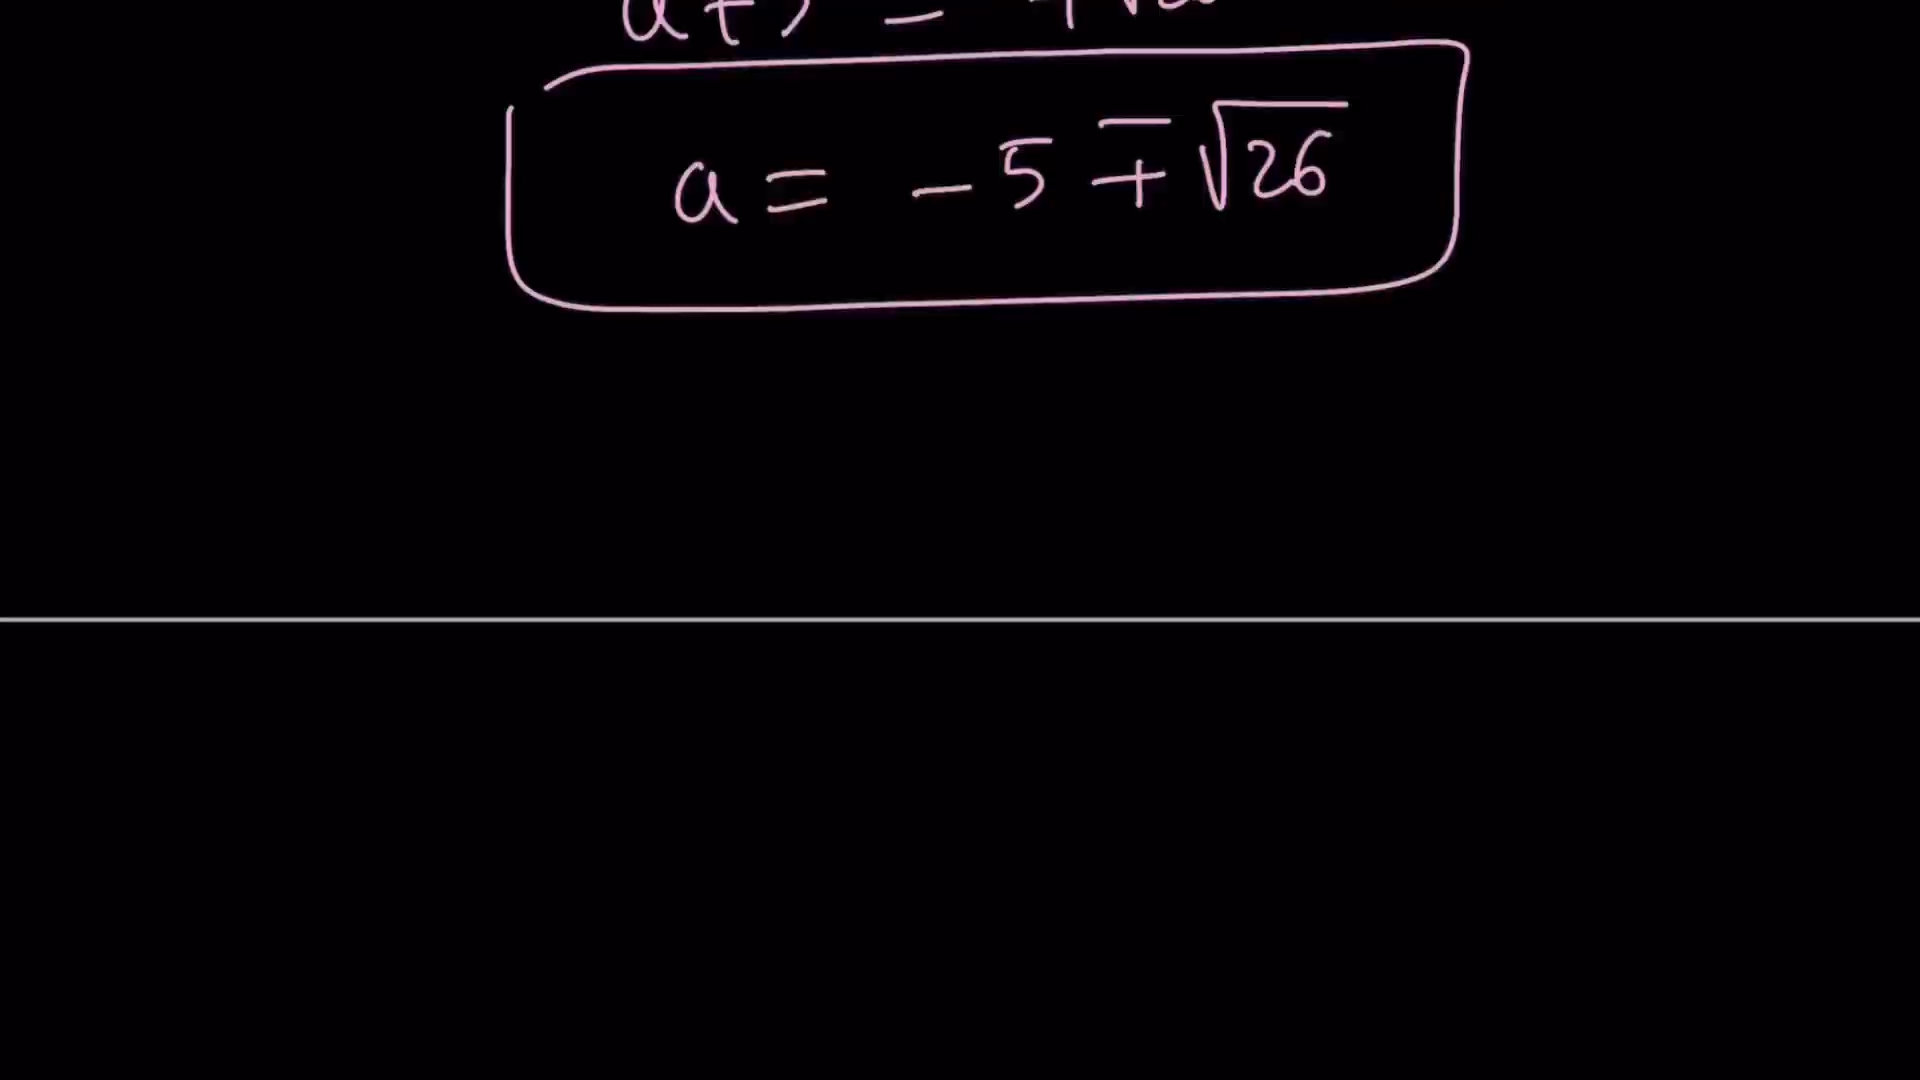 a = - 5 ∓ √26